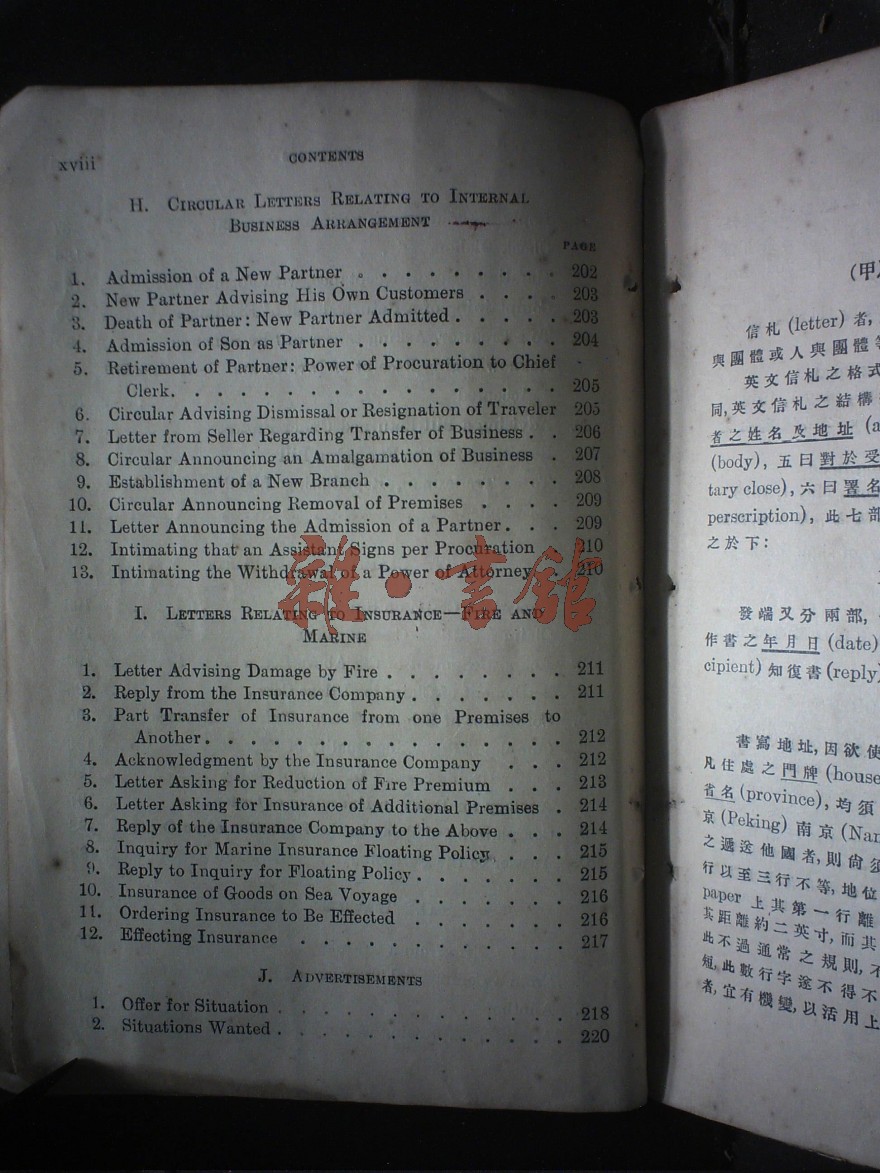 xviii CONTENTS
H. CIRCULAR LETTERS RELATING TO INTERNAL
BUSINESS ARRANGEMENT
PAGE
1. Admission of a New Partner . . . . . . . . . 202
2. New Partner Advising His Own Customers . . . . 203
3. Death of Partner: New Partner Admitted . . . . . 203
4. Admission of Son as Partner . . . . . . . . . 204
5. Retirement of Partner: Power of Procuration to Chief
Clerk. . . . . . . . . . . . . . . . . 205
6. Circular Advising Dismissal or Resignation of Traveler 205
7. Letter from Seller Regarding Transfer of Business . . 206
8. Circular Announcing an Amalgamation of Business . 207
9. Establishment of a New Branch . . . . . . . . 208
10. Circular Announcing Removal of Premises . . . . 209
11. Letter Announcing the Admission of a Partner . . . 209
12. Intimating that an Assistant Signs per Procuration 210
13. Intimating the Withdrawal of a Power of Attorney 210
雜·書館
I. LETTERS RELATING TO INSURANCE—FIRE AND
MARINE
1. Letter Advising Damage by Fire . . . . . . . . 211
2. Reply from the Insurance Company . . . . . . . 211
3. Part Transfer of Insurance from one Premises to
Another. . . . . . . . . . . . . . . . 212
4. Acknowledgment by the Insurance Company . . . 212
5. Letter Asking for Reduction of Fire Premium . . . 213
6. Letter Asking for Insurance of Additional Premises . 214
7. Reply of the Insurance Company to the Above . . . 214
8. Inquiry for Marine Insurance Floating Policy . . . 215
9. Reply to Inquiry for Floating Policy . . . . . . . 215
10. Insurance of Goods on Sea Voyage . . . . . . . 216
11. Ordering Insurance to Be Effected . . . . . . . 216
12. Effecting Insurance . . . . . . . . . . . . 217
J. ADVERTISEMENTS
1. Offer for Situation . . . . . . . . . . . . . 218
2. Situations Wanted . . . . . . . . . . . . . 220
(甲)
信札 (letter) 者,
與團體或人與團體等
英文信札之格式
同,英文信札之結構
者之姓名及地址 (a
(body), 五曰對於受
tary close), 六曰署名
perscription), 此七部
之於下:
發端又分兩部,
作書之年月日 (date)
cipient) 知復書 (reply)
書寫地址,因欲使
凡住處之門牌 (house
省名 (province), 均須
京 (Peking) 南京 (Nan
之遞送他國者,則尙須
行以至三行不等,地位
paper 上其第一行離
其距離約二英寸,而其
此不過通常之規則,不
短,此數行字途不得不
者,宜有機變,以活用上